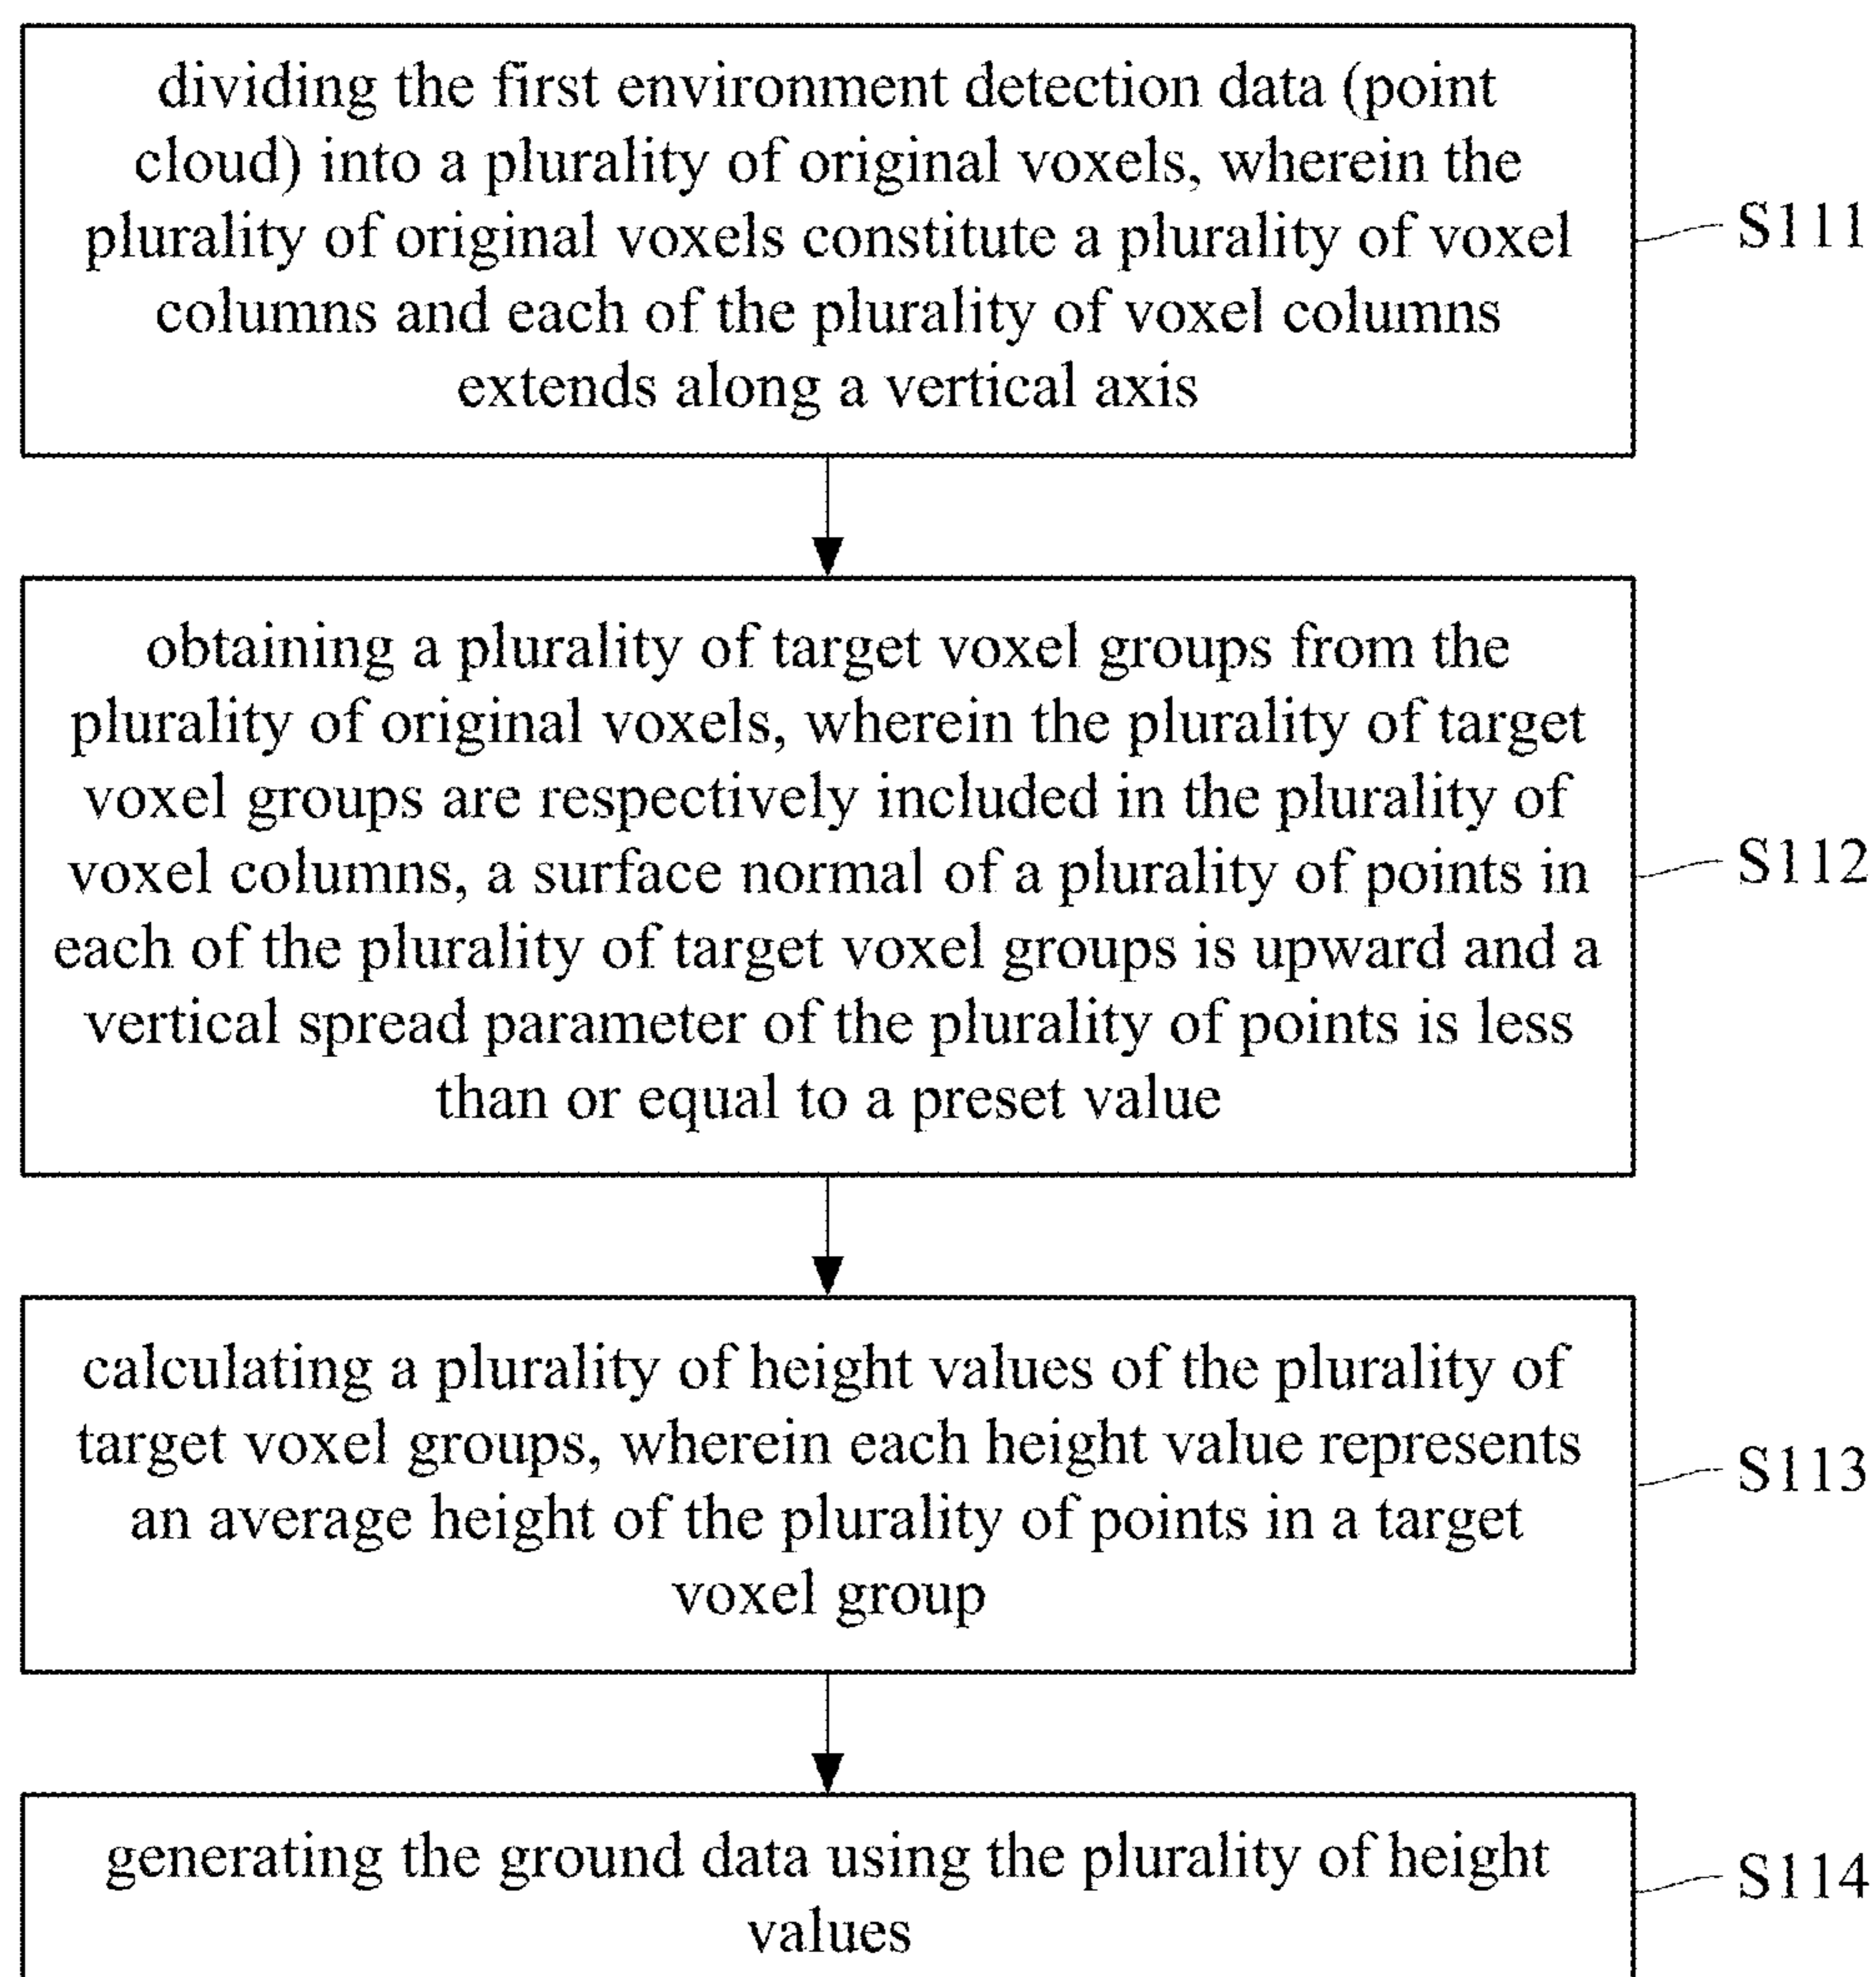 dividing the first environment detection data (point
cloud) into a plurality of original voxels, wherein the
plurality of original voxels constitute a plurality of voxel
columns and each of the plurality of voxel columns
extends along a vertical axis
S111
obtaining a plurality of target voxel groups from the
plurality of original voxels, wherein the plurality of target
voxel groups are respectively included in the plurality of
voxel columns, a surface normal of a plurality of points in
each of the plurality of target voxel groups is upward and a
vertical spread parameter of the plurality of points is less
than or equal to a preset value
S112
calculating a plurality of height values of the plurality of
target voxel groups, wherein each height value represents
an average height of the plurality of points in a target
voxel group
S113
generating the ground data using the plurality of height
values
S114